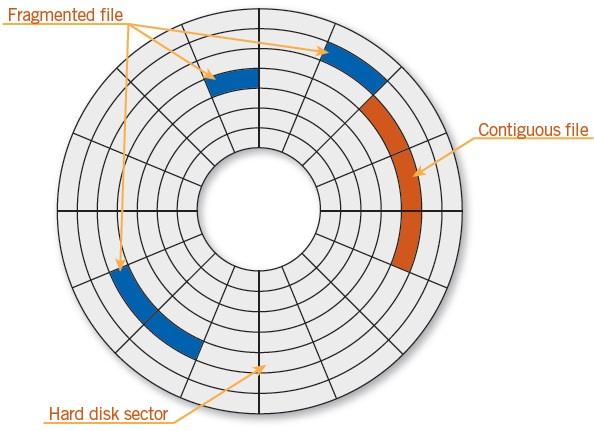 Fragmented file
Contiguous file
Hard disk sector